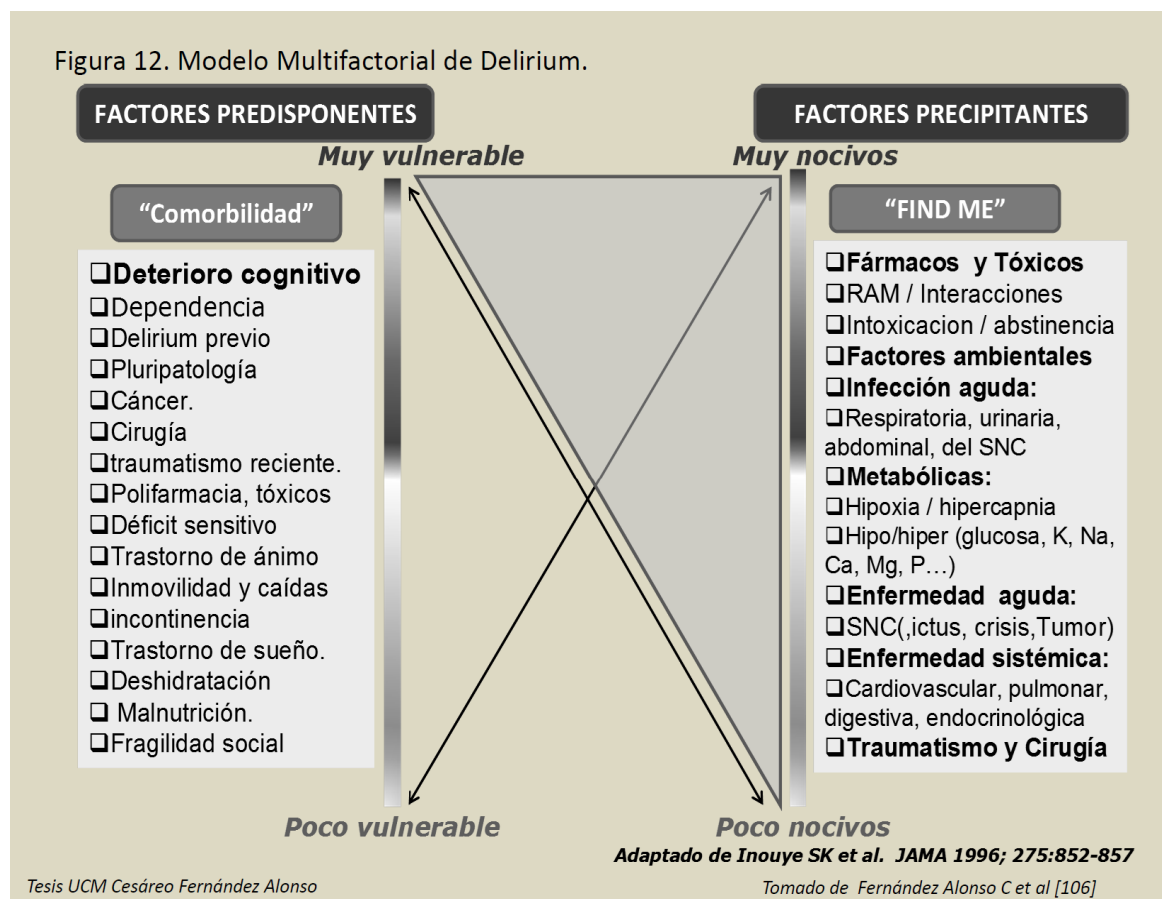 Figura 12. Modelo Multifactorial de Delirium.
FACTORES PREDISPONENTES
Muy vulnerable
“Comorbilidad”
❑Deterioro cognitivo
❑Dependencia
❑Delirium previo
❑Pluripatología
❑Cáncer.
❑Cirugía
❑traumatismo reciente.
❑Polifarmacia, tóxicos
❑Déficit sensitivo
❑Trastorno de ánimo
❑Inmovilidad y caídas
❑incontinencia
❑Trastorno de sueño.
❑Deshidratación
❑ Malnutrición.
❑Fragilidad social
Poco vulnerable
FACTORES PRECIPITANTES
Muy nocivos
“FIND ME”
❑Fármacos y Tóxicos
❑RAM / Interacciones
❑Intoxicacion / abstinencia
❑Factores ambientales
❑Infección aguda:
❑Respiratoria, urinaria,
abdominal, del SNC
❑Metabólicas:
❑Hipoxia / hipercapnia
❑Hipo/hiper (glucosa, K, Na,
Ca, Mg, P…)
❑Enfermedad aguda:
❑SNC(,ictus, crisis,Tumor)
❑Enfermedad sistémica:
❑Cardiovascular, pulmonar,
digestiva, endocrinológica
❑Traumatismo y Cirugía
Poco nocivos
Adaptado de Inouye SK et al. JAMA 1996; 275:852-857
Tesis UCM Cesáreo Fernández Alonso
Tomado de Fernández Alonso C et al [106]